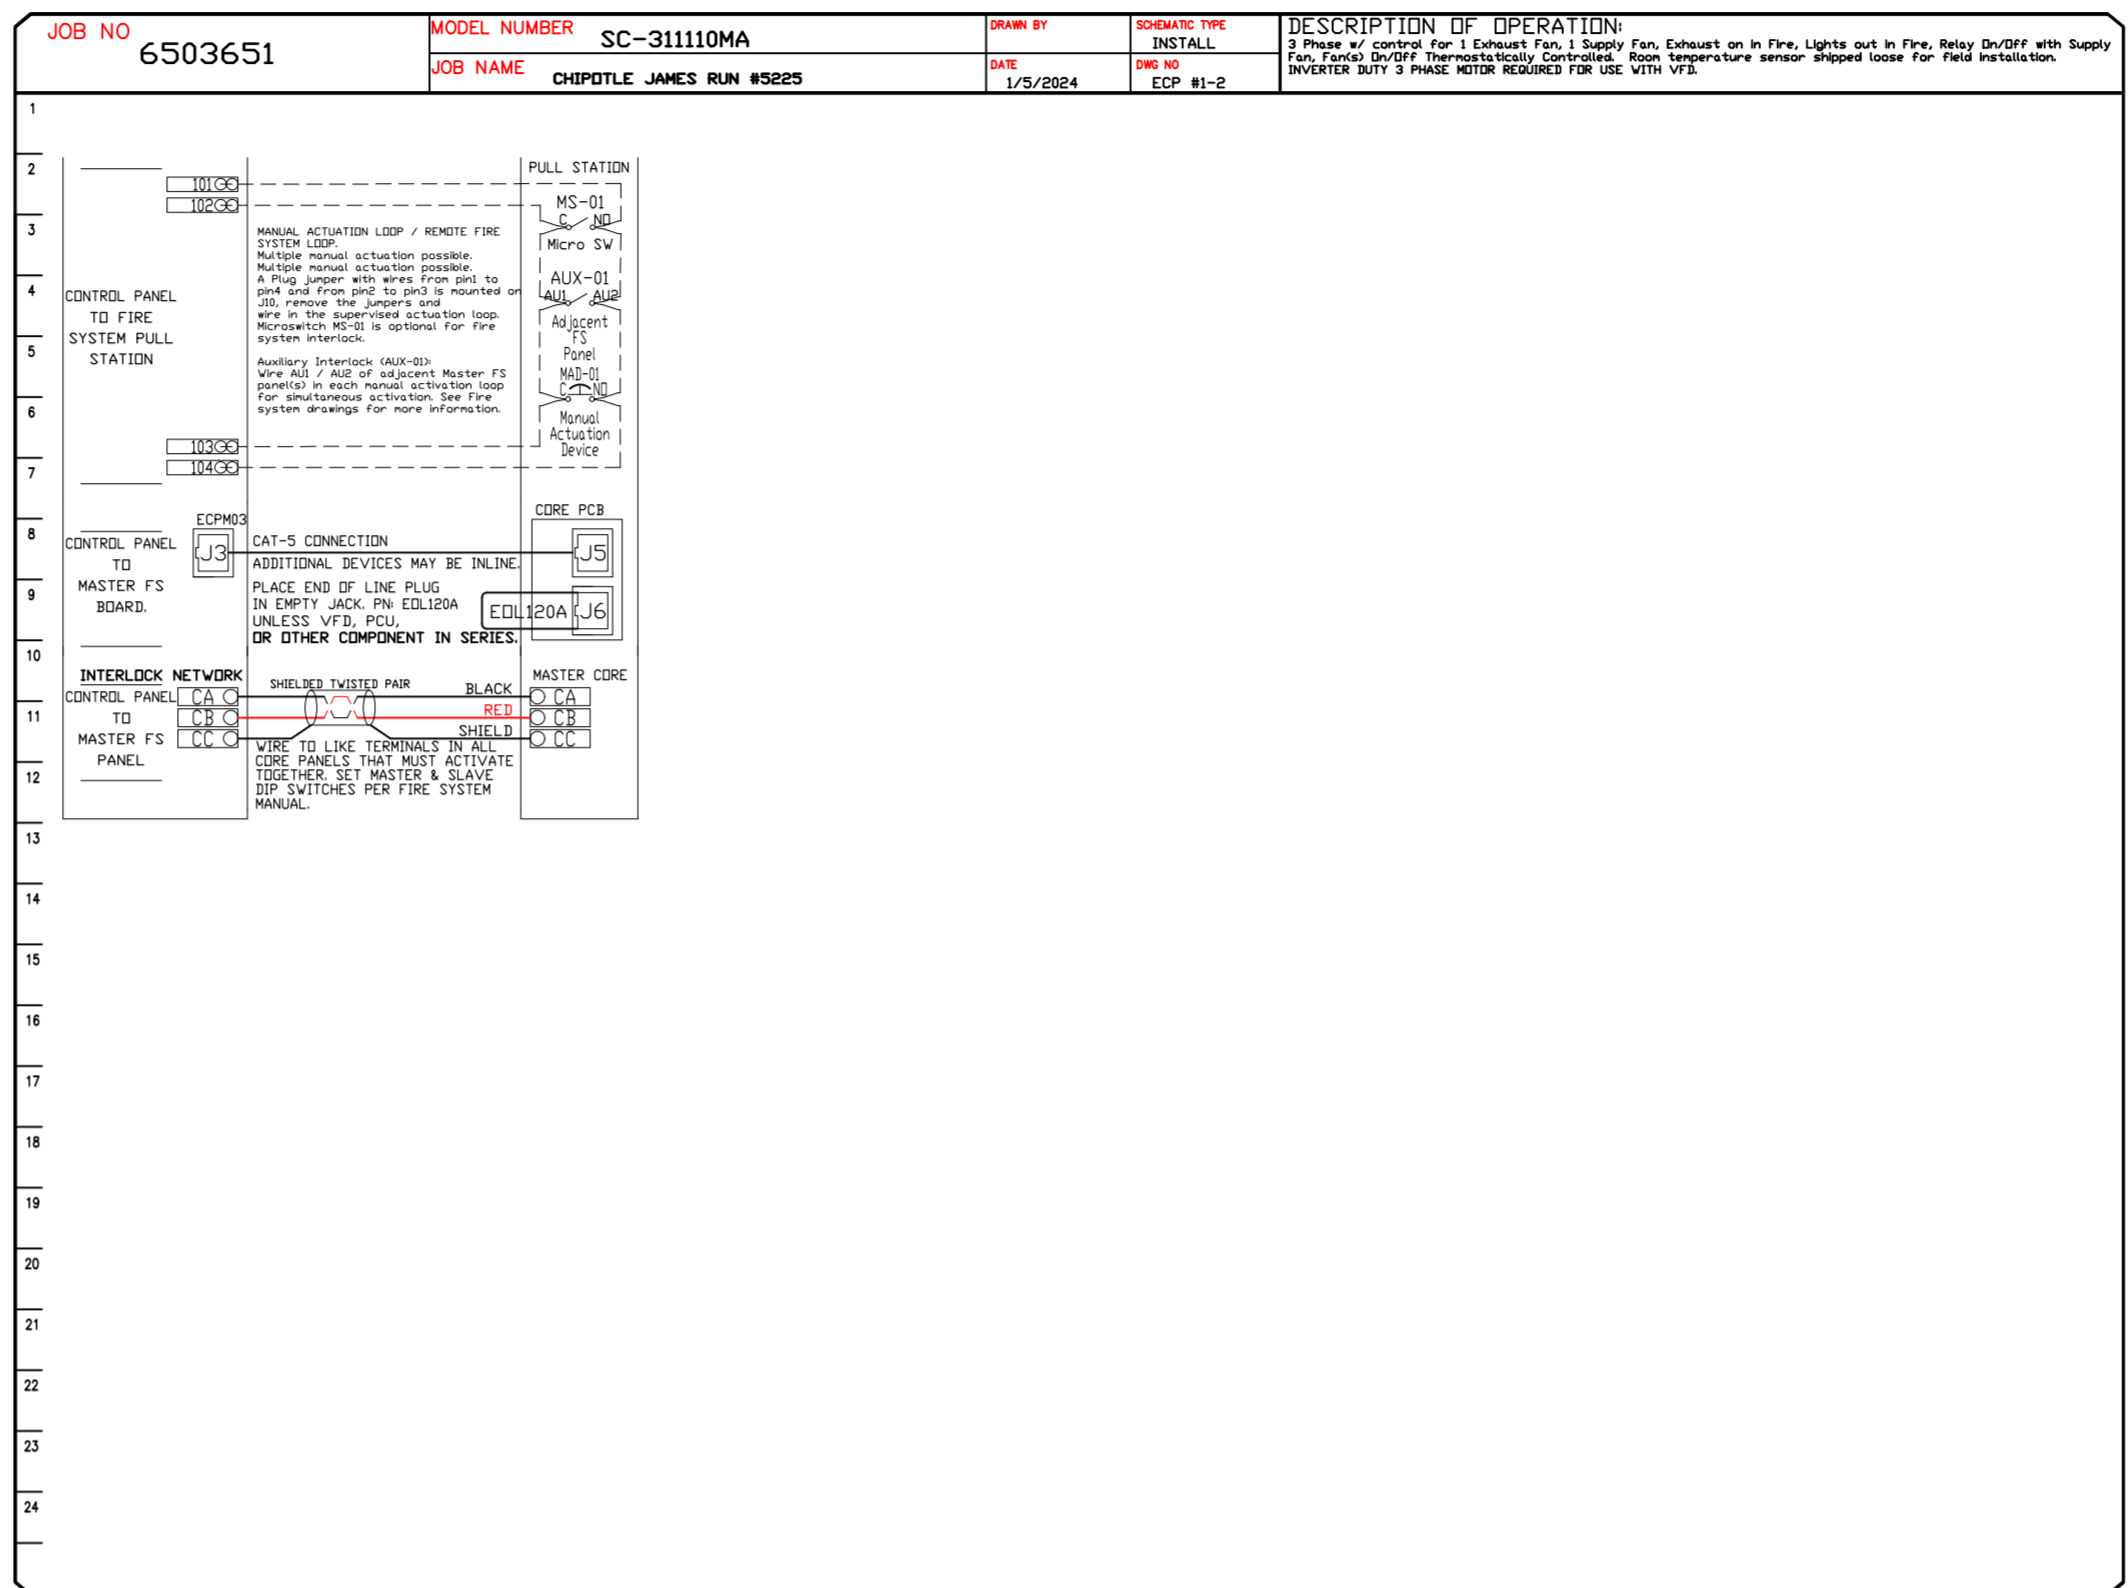 JOB NO
6503651
MODEL NUMBER
SC-311110MA
JOB NAME
CHIPOTLE JAMES RUN #5225
DRAWN BY
DATE
1/5/2024
SCHEMATIC TYPE
INSTALL
DWG NO
ECP #1-2
DESCRIPTION OF OPERATION:
3 Phase w/ control for 1 Exhaust Fan, 1 Supply Fan, Exhaust on in Fire, Lights out in Fire, Relay On/Off with Supply
Fan, Fan(s) On/Off Thermostatically Controlled. Room temperature sensor shipped loose for field installation.
INVERTER DUTY 3 PHASE MOTOR REQUIRED FOR USE WITH VFD.
1
2
3
4
5
6
7
8
9
10
11
12
13
14
15
16
17
18
19
20
21
22
23
24
CONTROL PANEL
TO FIRE
SYSTEM PULL
STATION
101
102
103
104
MANUAL ACTUATION LOOP / REMOTE FIRE
SYSTEM LOOP.
Multiple manual actuation possible.
Multiple manual actuation possible.
A Plug jumper with wires from pin1 to
pin4 and from pin2 to pin3 is mounted on
J10, remove the jumpers and
wire in the supervised actuation loop.
Microswitch MS-01 is optional for fire
system interlock.
Auxiliary Interlock (AUX-01):
Wire AU1 / AU2 of adjacent Master FS
panel(s) in each manual activation loop
for simultaneous activation. See Fire
system drawings for more information.
PULL STATION
MS-01
C NO
Micro SW
AUX-01
AU1 AU2
Adjacent
FS
Panel
MAD-01
C NO
Manual
Actuation
Device
CONTROL PANEL
TO
MASTER FS
BOARD.
ECPM03
J3
CAT-5 CONNECTION
ADDITIONAL DEVICES MAY BE INLINE.
PLACE END OF LINE PLUG
IN EMPTY JACK. PN: EOL120A
UNLESS VFD, PCU,
OR OTHER COMPONENT IN SERIES.
CORE PCB
J5
EOL120A J6
INTERLOCK NETWORK
CONTROL PANEL
TO
MASTER FS
PANEL
CA
CB
CC
SHIELDED TWISTED PAIR
BLACK
RED
SHIELD
MASTER CORE
CA
CB
CC
WIRE TO LIKE TERMINALS IN ALL
CORE PANELS THAT MUST ACTIVATE
TOGETHER. SET MASTER & SLAVE
DIP SWITCHES PER FIRE SYSTEM
MANUAL.